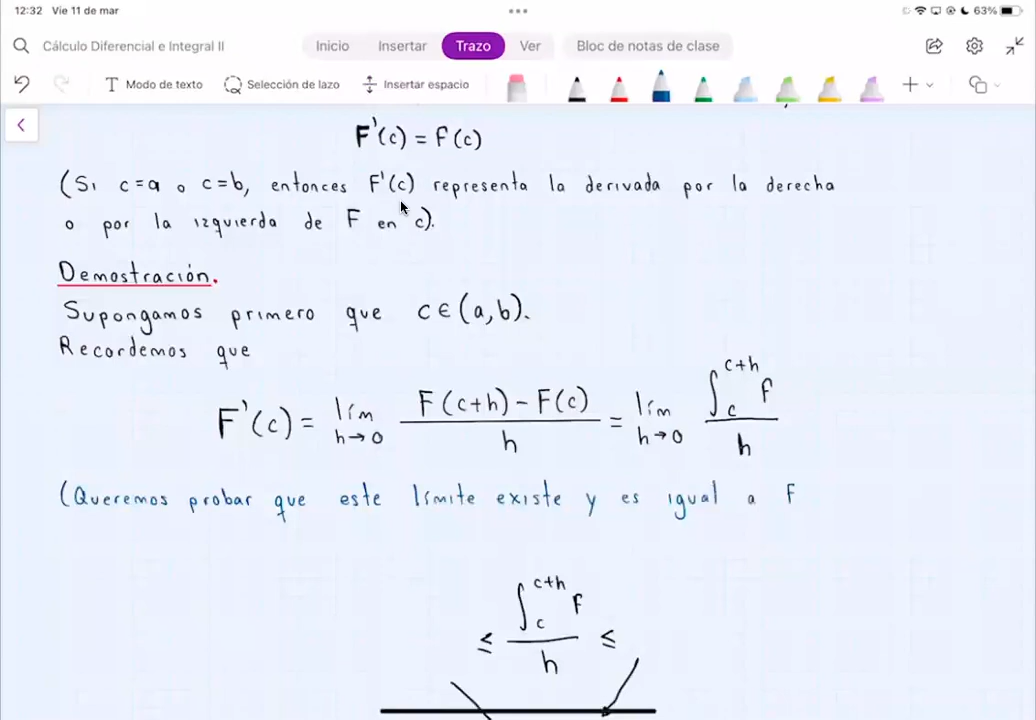 12:32 Vie 11 de mar
63%
Cálculo Diferencial e Integral II
Inicio Insertar Trazo Ver Bloc de notas de clase
Modo de texto Selección de lazo Insertar espacio
F'(c) = f(c)
(Si c=a o c=b, entonces F'(c) representa la derivada por la derecha
o por la izquierda de F en c).
Demostración.
Supongamos primero que c∈(a,b).
Recordemos que
F'(c) = lím_{h→0} (F(c+h) − F(c))/h = lím_{h→0} (∫_c^{c+h} f)/h
(Queremos probar que este límite existe y es igual a f
≤ (∫_c^{c+h} f)/h ≤